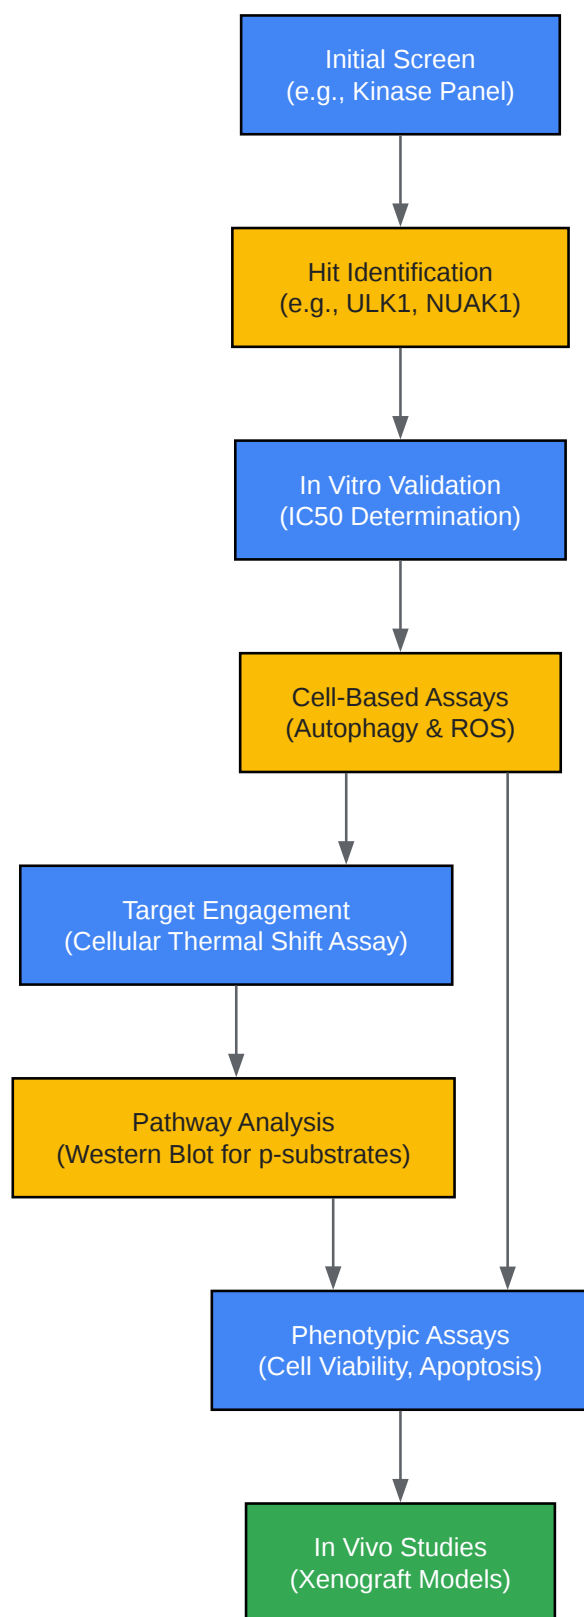 Initial Screen
(e.g., Kinase Panel)
Hit Identification
(e.g., ULK1, NUAK1)
In Vitro Validation
(IC50 Determination)
Cell-Based Assays
(Autophagy & ROS)
Target Engagement
(Cellular Thermal Shift Assay)
Pathway Analysis
(Western Blot for p-substrates)
Phenotypic Assays
(Cell Viability, Apoptosis)
In Vivo Studies
(Xenograft Models)